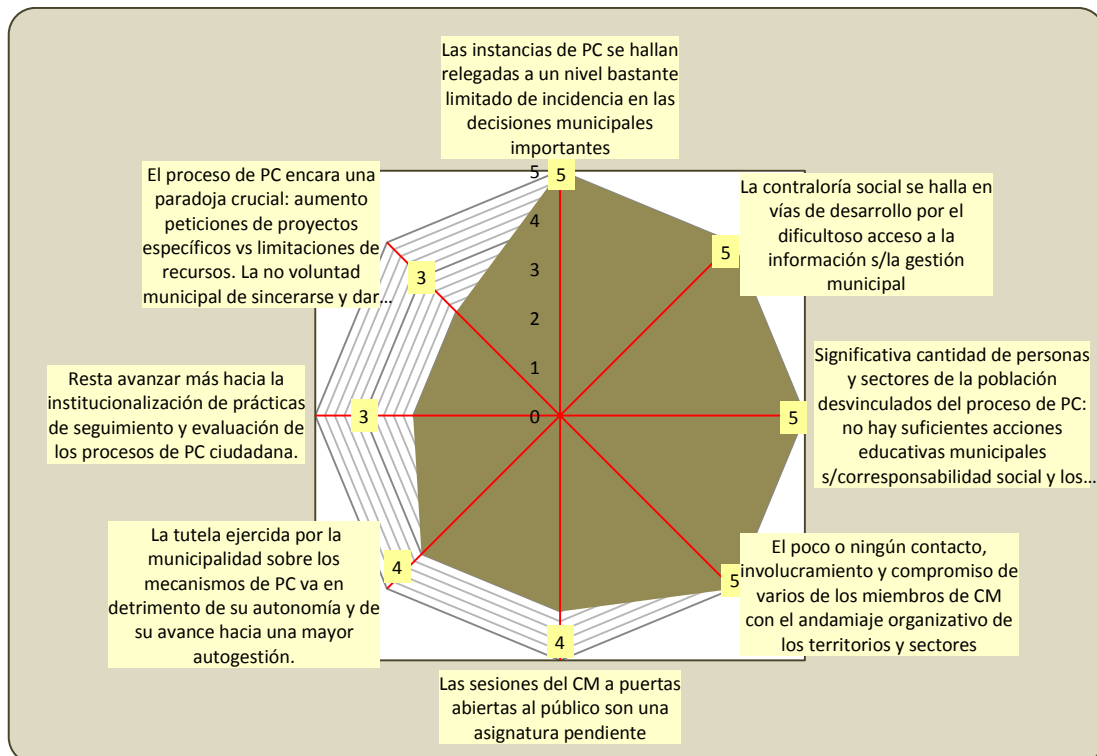 Las instancias de PC se hallan
relegadas a un nivel bastante
limitado de incidencia en las
decisiones municipales
importantes
La contraloría social se halla en
vías de desarrollo por el
dificultoso acceso a la
información s/la gestión
municipal
Significativa cantidad de personas
y sectores de la población
desvinculados del proceso de PC:
no hay suficientes acciones
educativas municipales
s/corresponsabilidad social y los...
El poco o ningún contacto,
involucramiento y compromiso de
varios de los miembros de CM
con el andamiaje organizativo de
los territorios y sectores
Las sesiones del CM a puertas
abiertas al público son una
asignatura pendiente
La tutela ejercida por la
municipalidad sobre los
mecanismos de PC va en
detrimento de su autonomía y de
su avance hacia una mayor
autogestión.
Resta avanzar más hacia la
institucionalización de prácticas
de seguimiento y evaluación de
los procesos de PC ciudadana.
El proceso de PC encara una
paradoja crucial: aumento
peticiones de proyectos
específicos vs limitaciones de
recursos. La no voluntad
municipal de sincerarse y dar...
5
4
3
2
1
0
5
5
5
5
4
4
3
3